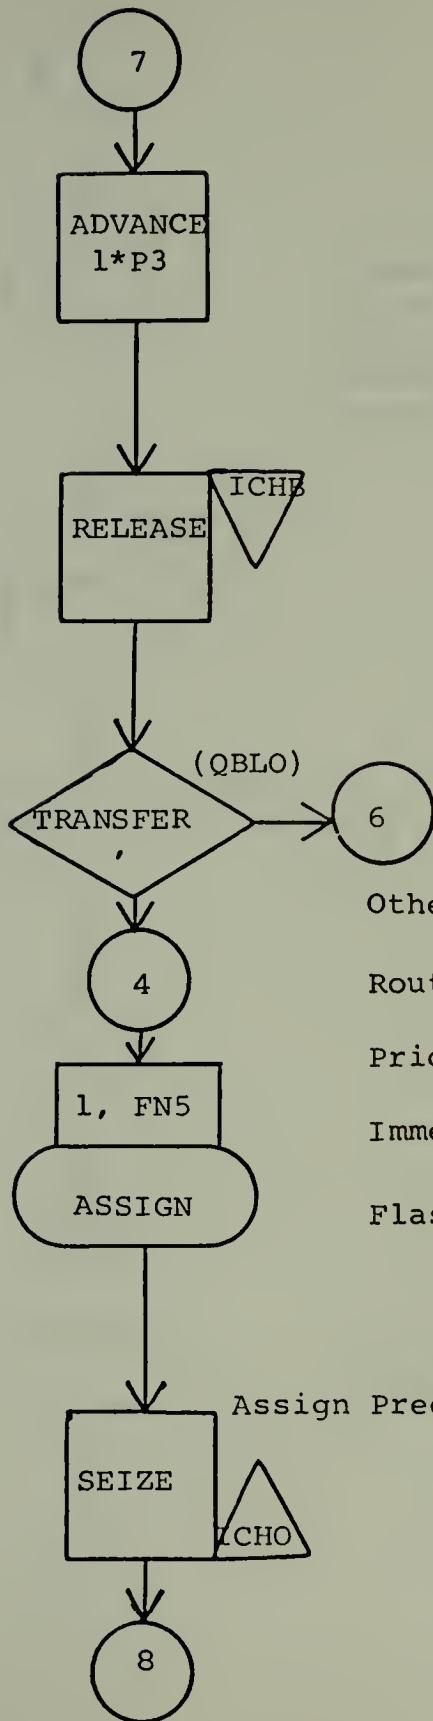 7
ADVANCE
1*P3
ICHB
RELEASE
(QBLO)
TRANSFER
,
6
4
1, FN5
ASSIGN
SEIZE
ICHO
8